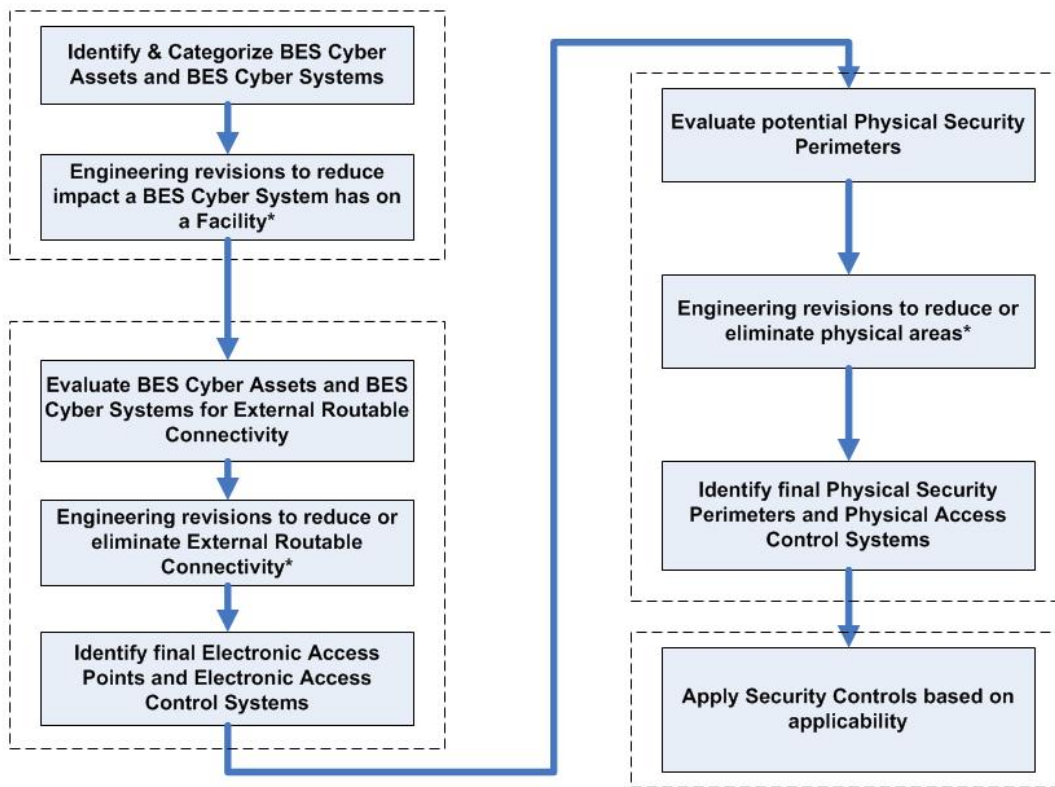 Identify & Categorize BES Cyber
Assets and BES Cyber Systems
Engineering revisions to reduce
impact a BES Cyber System has on
a Facility*
Evaluate BES Cyber Assets and BES
Cyber Systems for External Routable
Connectivity
Engineering revisions to reduce or
eliminate External Routable
Connectivity*
Identify final Electronic Access
Points and Electronic Access
Control Systems
Evaluate potential Physical Security
Perimeters
Engineering revisions to reduce or
eliminate physical areas*
Identify final Physical Security
Perimeters and Physical Access
Control Systems
Apply Security Controls based on
applicability